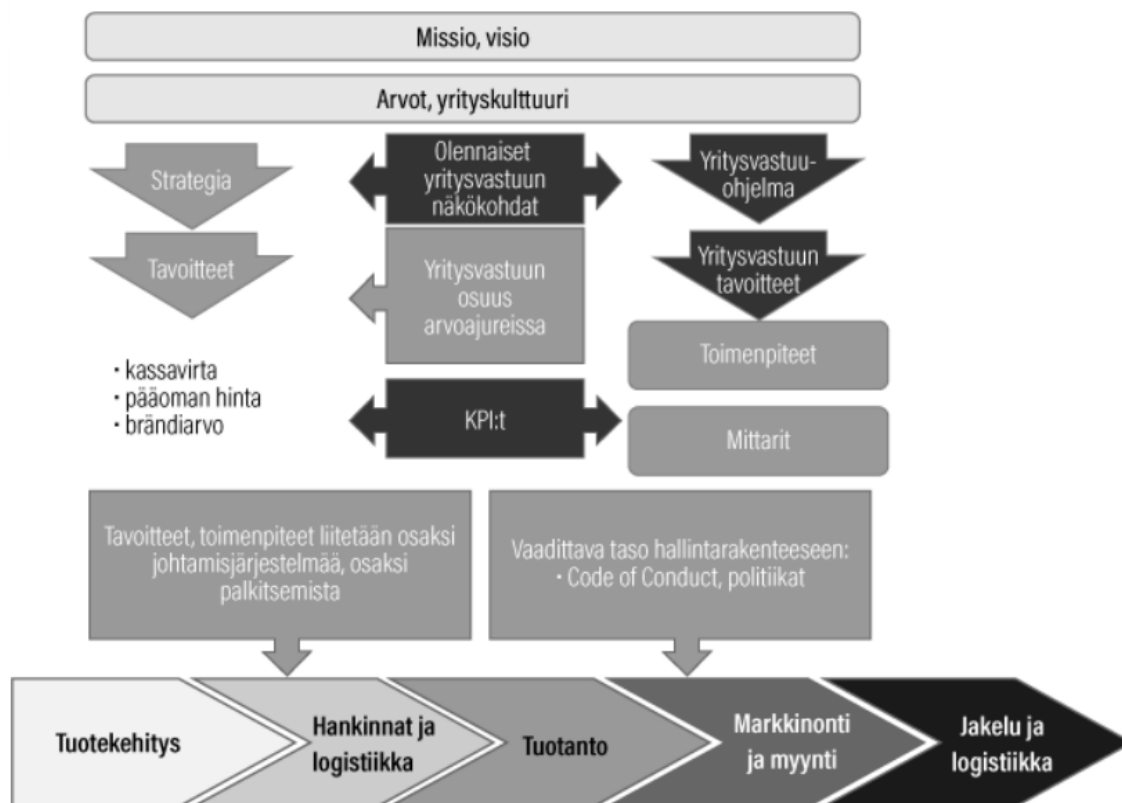 Missio, visio
Arvot, yrityskulttuuri
Strategia
Olennaiset
yritysvastuun
näkökohdat
Yritysvastuu-
ohjelma
Tavoitteet
Yritysvastuun
osuus
arvoajureissa
Yritysvastuun
tavoitteet
Toimenpiteet
· kassavirta
· pääoman hinta
· brändiarvo
KPI:t
Mittarit
Tavoitteet, toimenpiteet liitetään osaksi
johtamisjärjestelmää, osaksi
palkitsemista
Vaadittava taso hallintarakenteeseen:
· Code of Conduct, politiikat
Tuotekehitys
Hankinnat ja
logistiikka
Tuotanto
Markkinonti
ja myynti
Jakelu ja
logistiikka